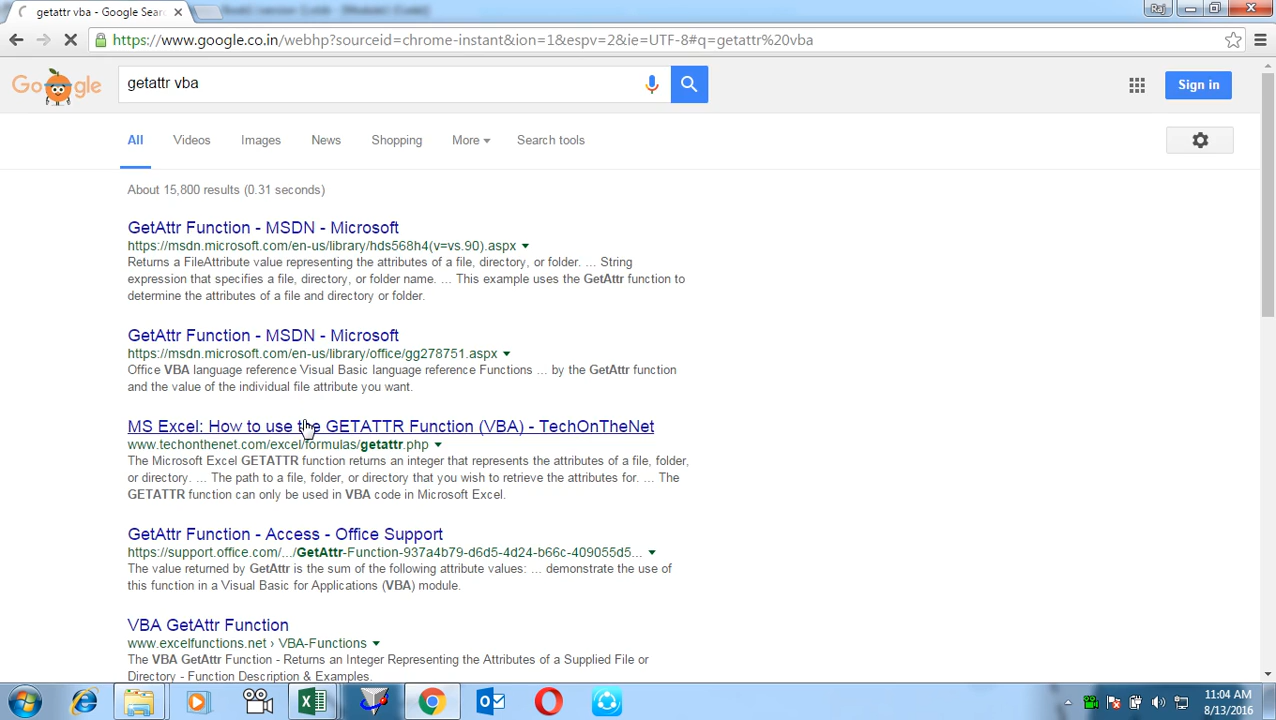 getattr vba - Google Sear
Raj
https://www.google.co.in/webhp?sourceid=chrome-instant&ion=1&espv=2&ie=UTF-8#q=getattr%20vba
getattr vba
Sign in
All Videos Images News Shopping More Search tools
About 15,800 results (0.31 seconds)
GetAttr Function - MSDN - Microsoft
https://msdn.microsoft.com/en-us/library/hds568h4(v=vs.90).aspx
Returns a FileAttribute value representing the attributes of a file, directory, or folder. ... String
expression that specifies a file, directory, or folder name. ... This example uses the GetAttr function to
determine the attributes of a file and directory or folder.
GetAttr Function - MSDN - Microsoft
https://msdn.microsoft.com/en-us/library/office/gg278751.aspx
Office VBA language reference Visual Basic language reference Functions ... by the GetAttr function
and the value of the individual file attribute you want.
MS Excel: How to use the GETATTR Function (VBA) - TechOnTheNet
www.techonthenet.com/excel/formulas/getattr.php
The Microsoft Excel GETATTR function returns an integer that represents the attributes of a file, folder,
or directory. ... The path to a file, folder, or directory that you wish to retrieve the attributes for. ... The
GETATTR function can only be used in VBA code in Microsoft Excel.
GetAttr Function - Access - Office Support
https://support.office.com/.../GetAttr-Function-937a4b79-d6d5-4d24-b66c-409055d5...
The value returned by GetAttr is the sum of the following attribute values: ... demonstrate the use of
this function in a Visual Basic for Applications (VBA) module.
VBA GetAttr Function
www.excelfunctions.net › VBA-Functions
The VBA GetAttr Function - Returns an Integer Representing the Attributes of a Supplied File or
Directory - Function Description & Examples.
11:04 AM
8/13/2016